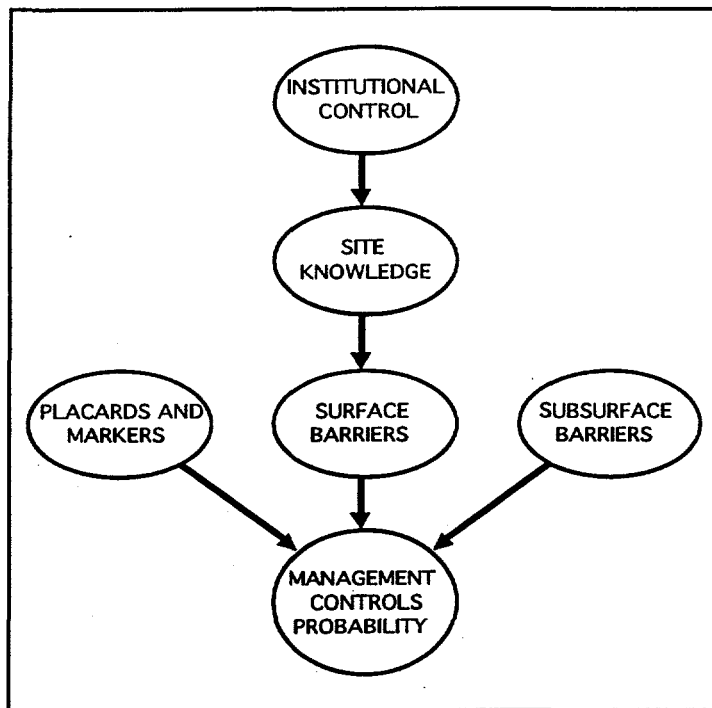 INSTITUTIONAL
CONTROL
SITE
KNOWLEDGE
PLACARDS AND
MARKERS
SURFACE
BARRIERS
SUBSURFACE
BARRIERS
MANAGEMENT
CONTROLS
PROBABILITY